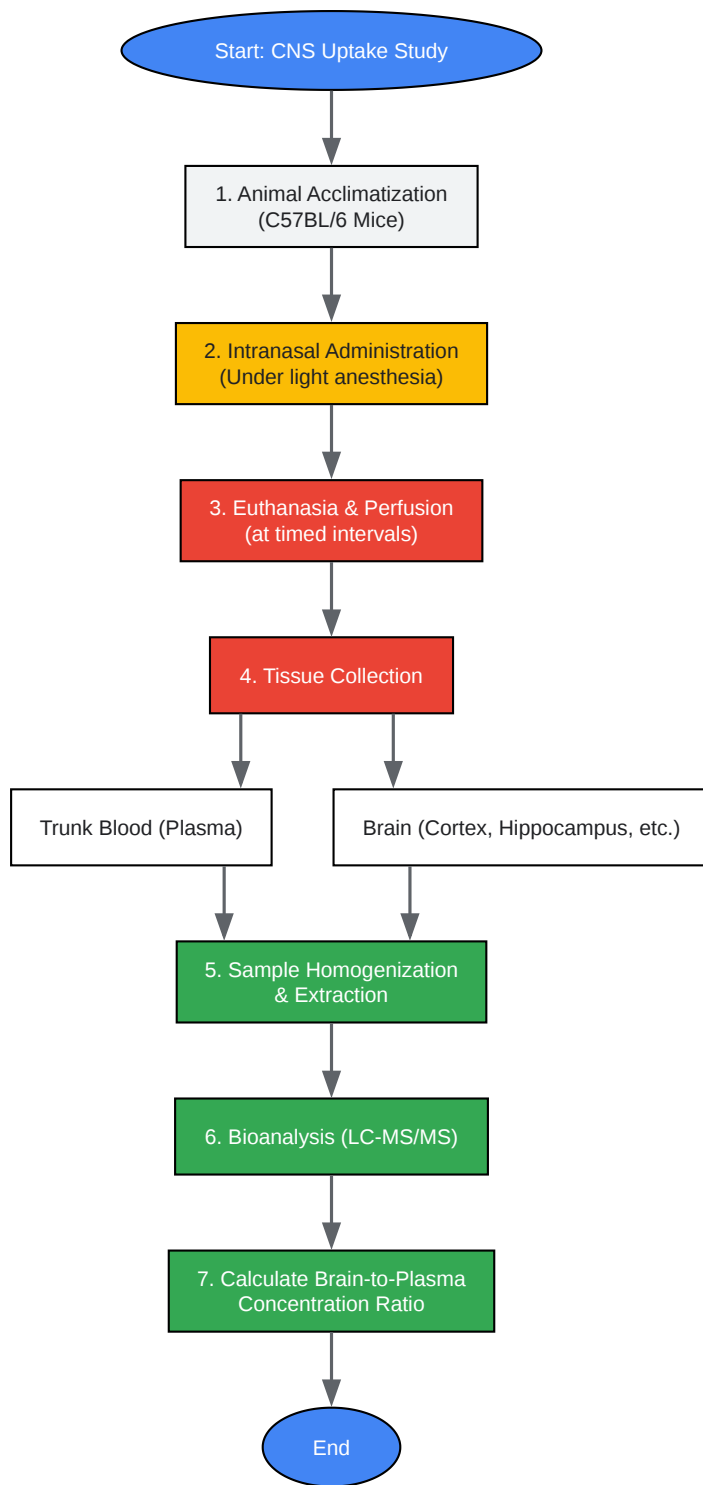 Start: CNS Uptake Study
1. Animal Acclimatization
(C57BL/6 Mice)
2. Intranasal Administration
(Under light anesthesia)
3. Euthanasia & Perfusion
(at timed intervals)
4. Tissue Collection
Trunk Blood (Plasma)
Brain (Cortex, Hippocampus, etc.)
5. Sample Homogenization
& Extraction
6. Bioanalysis (LC-MS/MS)
7. Calculate Brain-to-Plasma
Concentration Ratio
End